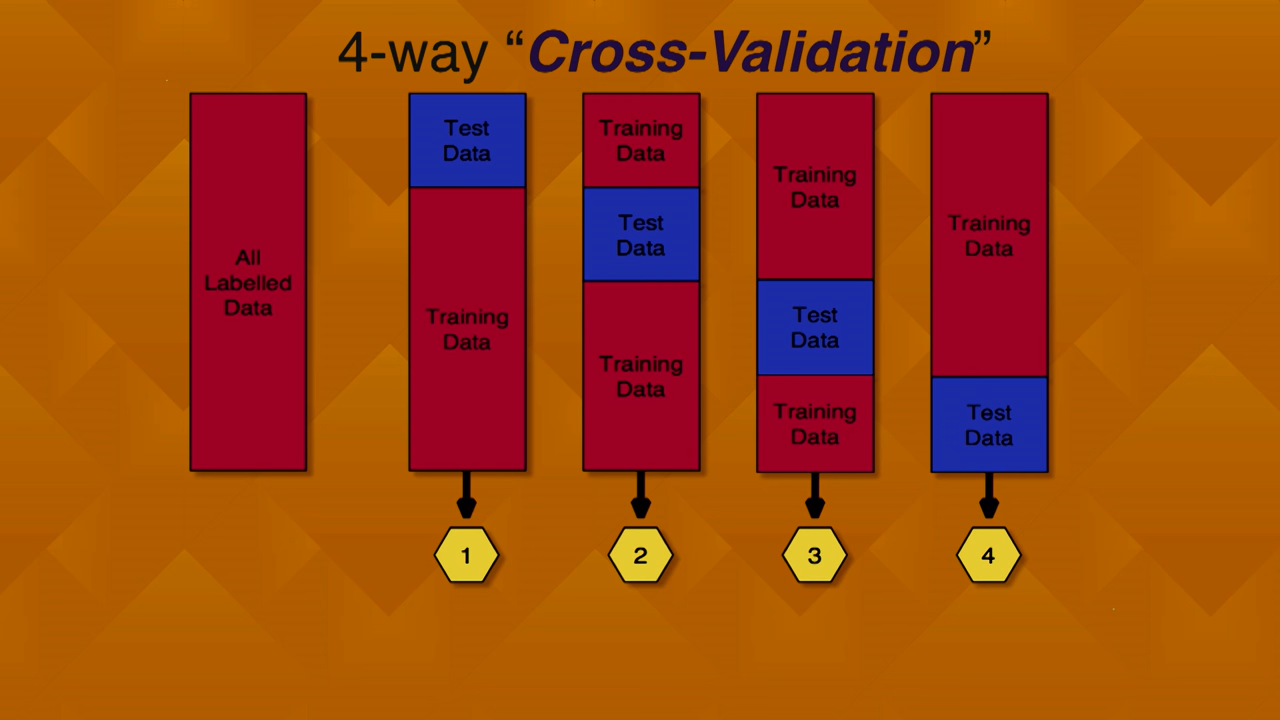 4-way “Cross-Validation”
All
Labelled
Data
Test
Data
Training
Data
Training
Data
Test
Data
Training
Data
Training
Data
Test
Data
Training
Data
Training
Data
Test
Data
1
2
3
4